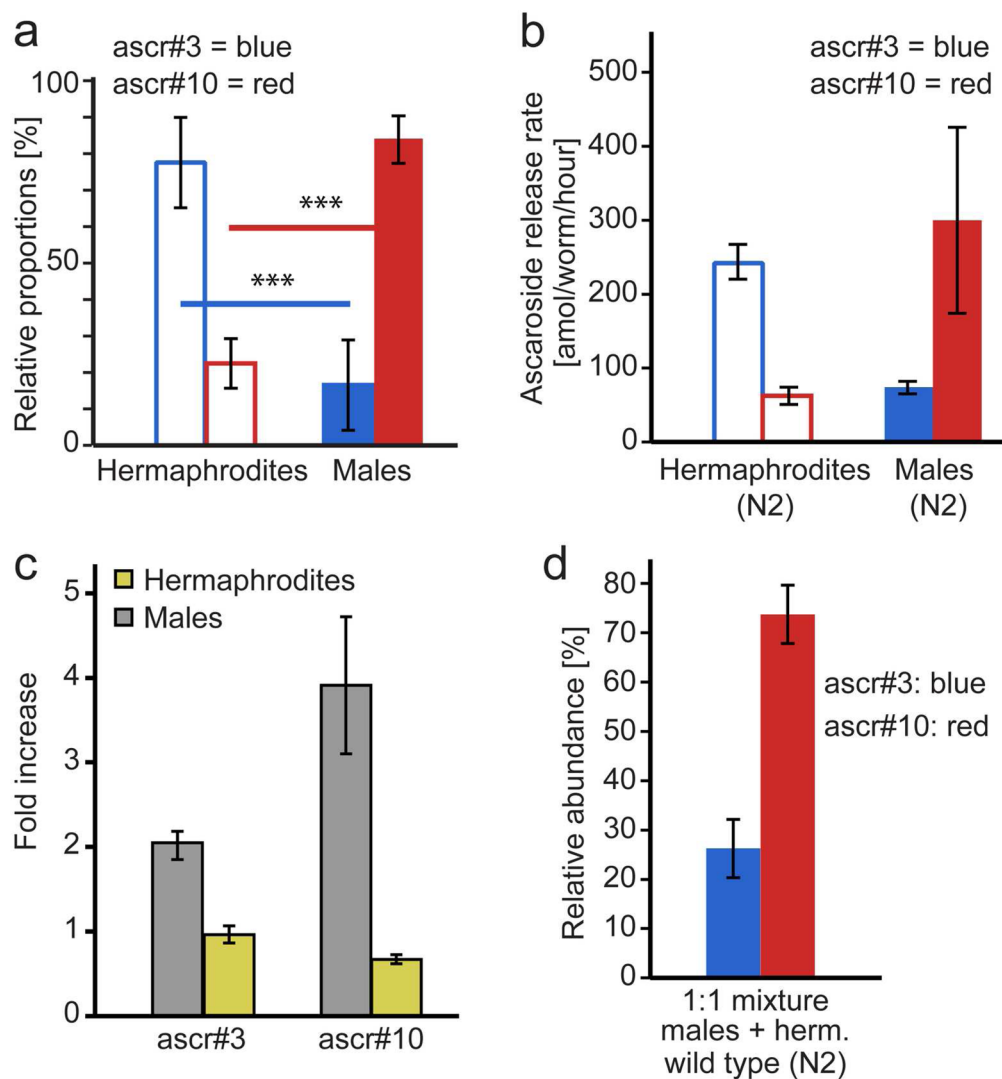 a
ascr#3 = blue
ascr#10 = red
Relative proportions [%]
100
50
0
***
***
Hermaphrodites
Males
b
ascr#3 = blue
ascr#10 = red
Ascaroside release rate
[amol/worm/hour]
500
400
300
200
100
0
Hermaphrodites
(N2)
Males
(N2)
c
Hermaphrodites
Males
Fold increase
5
4
3
2
1
0
ascr#3
ascr#10
d
Relative abundance [%]
80
70
60
50
40
30
20
10
0
ascr#3: blue
ascr#10: red
1:1 mixture
males + herm.
wild type (N2)